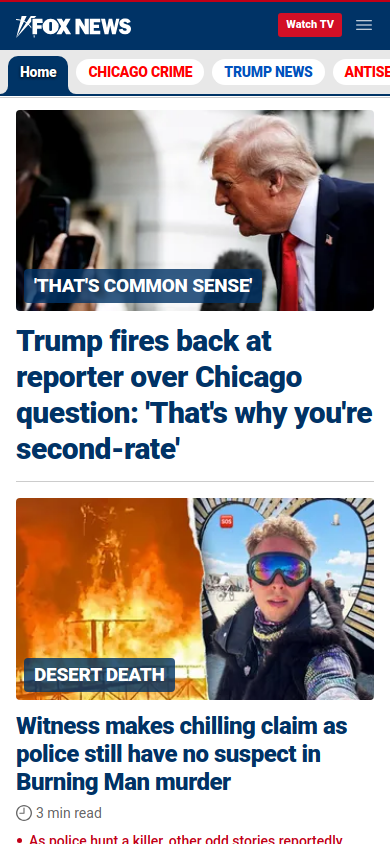 FOX NEWS
Watch TV
Home
CHICAGO CRIME
TRUMP NEWS
ANTISE
'THAT'S COMMON SENSE'
Trump fires back at
reporter over Chicago
question: 'That's why you're
second-rate'
SOS
DESERT DEATH
Witness makes chilling claim as
police still have no suspect in
Burning Man murder
3 min read
• As police hunt a killer, other odd stories reportedly